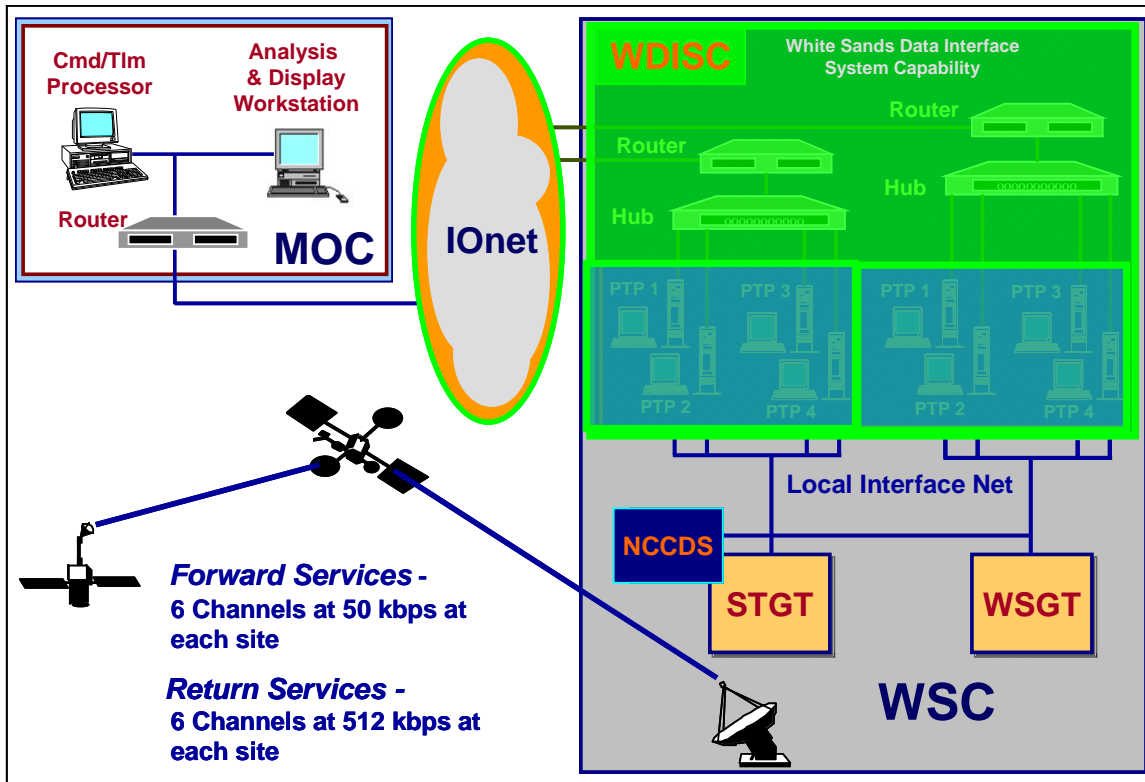 Cmd/Tlm
Processor
Analysis
& Display
Workstation
Router
MOC
IOnet
WDISC
White Sands Data Interface
System Capability
Router
Router
Hub
Hub
PTP 1
PTP 3
PTP 2
PTP 4
PTP 1
PTP 3
PTP 2
PTP 4
Local Interface Net
NCCDS
STGT
WSGT
WSC
Forward Services -
6 Channels at 50 kbps at
each site
Return Services -
6 Channels at 512 kbps at
each site